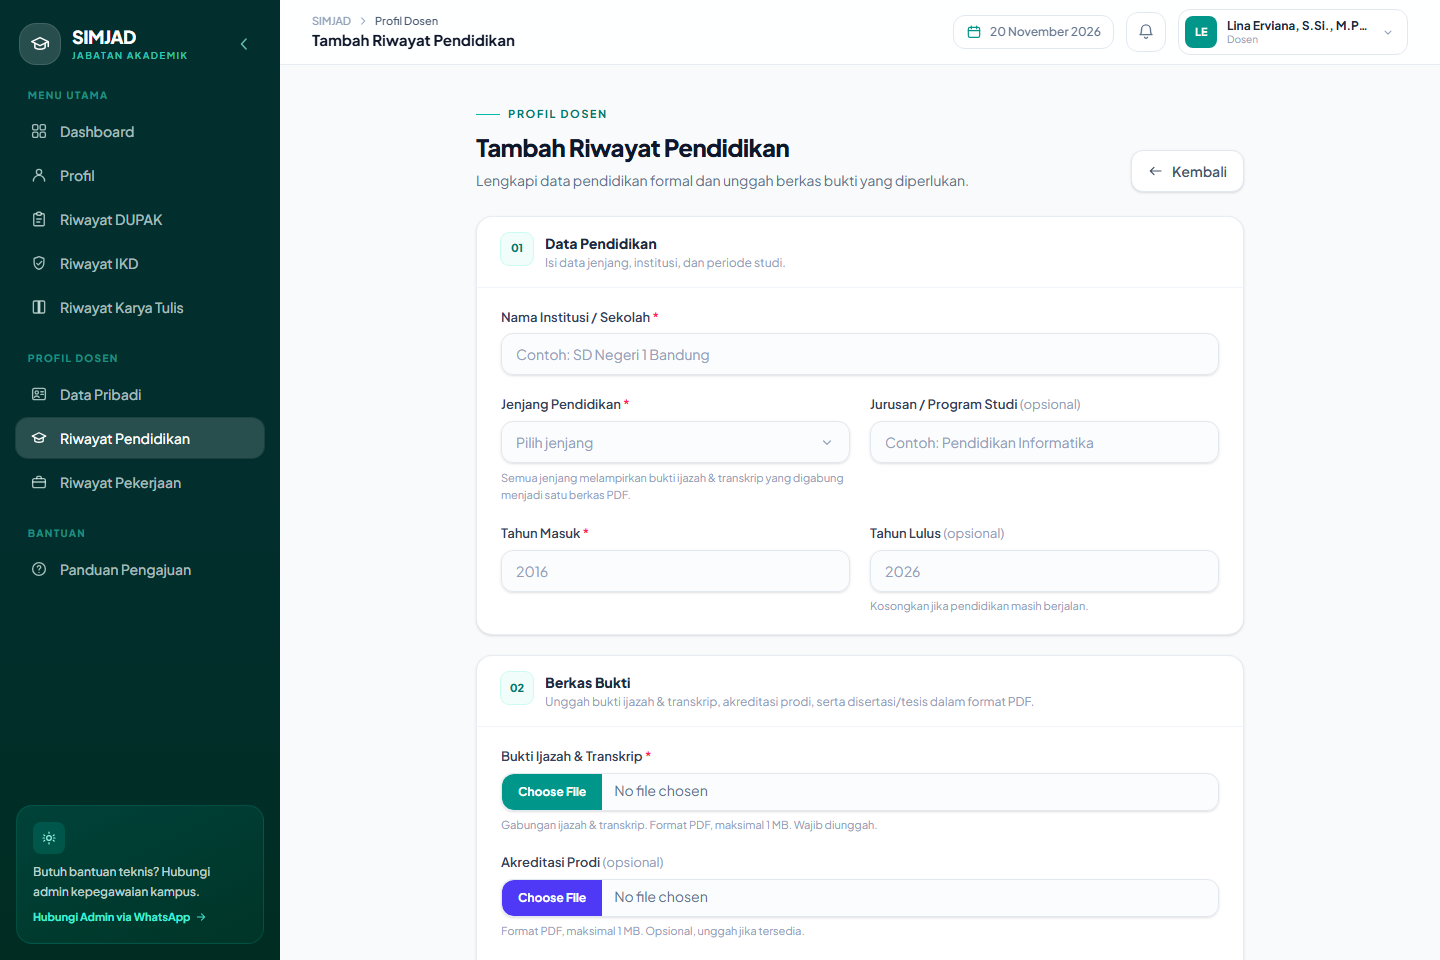 SIMJAD
JABATAN AKADEMIK
MENU UTAMA
Dashboard
Profil
Riwayat DUPAK
Riwayat IKD
Riwayat Karya Tulis
PROFIL DOSEN
Data Pribadi
Riwayat Pendidikan
Riwayat Pekerjaan
BANTUAN
Panduan Pengajuan
Butuh bantuan teknis? Hubungi
admin kepegawaian kampus.
Hubungi Admin via WhatsApp →
SIMJAD > Profil Dosen
Tambah Riwayat Pendidikan
20 November 2026
LE
Lina Erviana, S.Si., M.P...
Dosen
PROFIL DOSEN
Tambah Riwayat Pendidikan
Lengkapi data pendidikan formal dan unggah berkas bukti yang diperlukan.
← Kembali
01
Data Pendidikan
Isi data jenjang, institusi, dan periode studi.
Nama Institusi / Sekolah *
Contoh: SD Negeri 1 Bandung
Jenjang Pendidikan *
Pilih jenjang
Semua jenjang melampirkan bukti ijazah & transkrip yang digabung
menjadi satu berkas PDF.
Jurusan / Program Studi (opsional)
Contoh: Pendidikan Informatika
Tahun Masuk *
2016
Tahun Lulus (opsional)
2026
Kosongkan jika pendidikan masih berjalan.
02
Berkas Bukti
Unggah bukti ijazah & transkrip, akreditasi prodi, serta disertasi/tesis dalam format PDF.
Bukti Ijazah & Transkrip *
Choose File No file chosen
Gabungan ijazah & transkrip. Format PDF, maksimal 1 MB. Wajib diunggah.
Akreditasi Prodi (opsional)
Choose File No file chosen
Format PDF, maksimal 1 MB. Opsional, unggah jika tersedia.